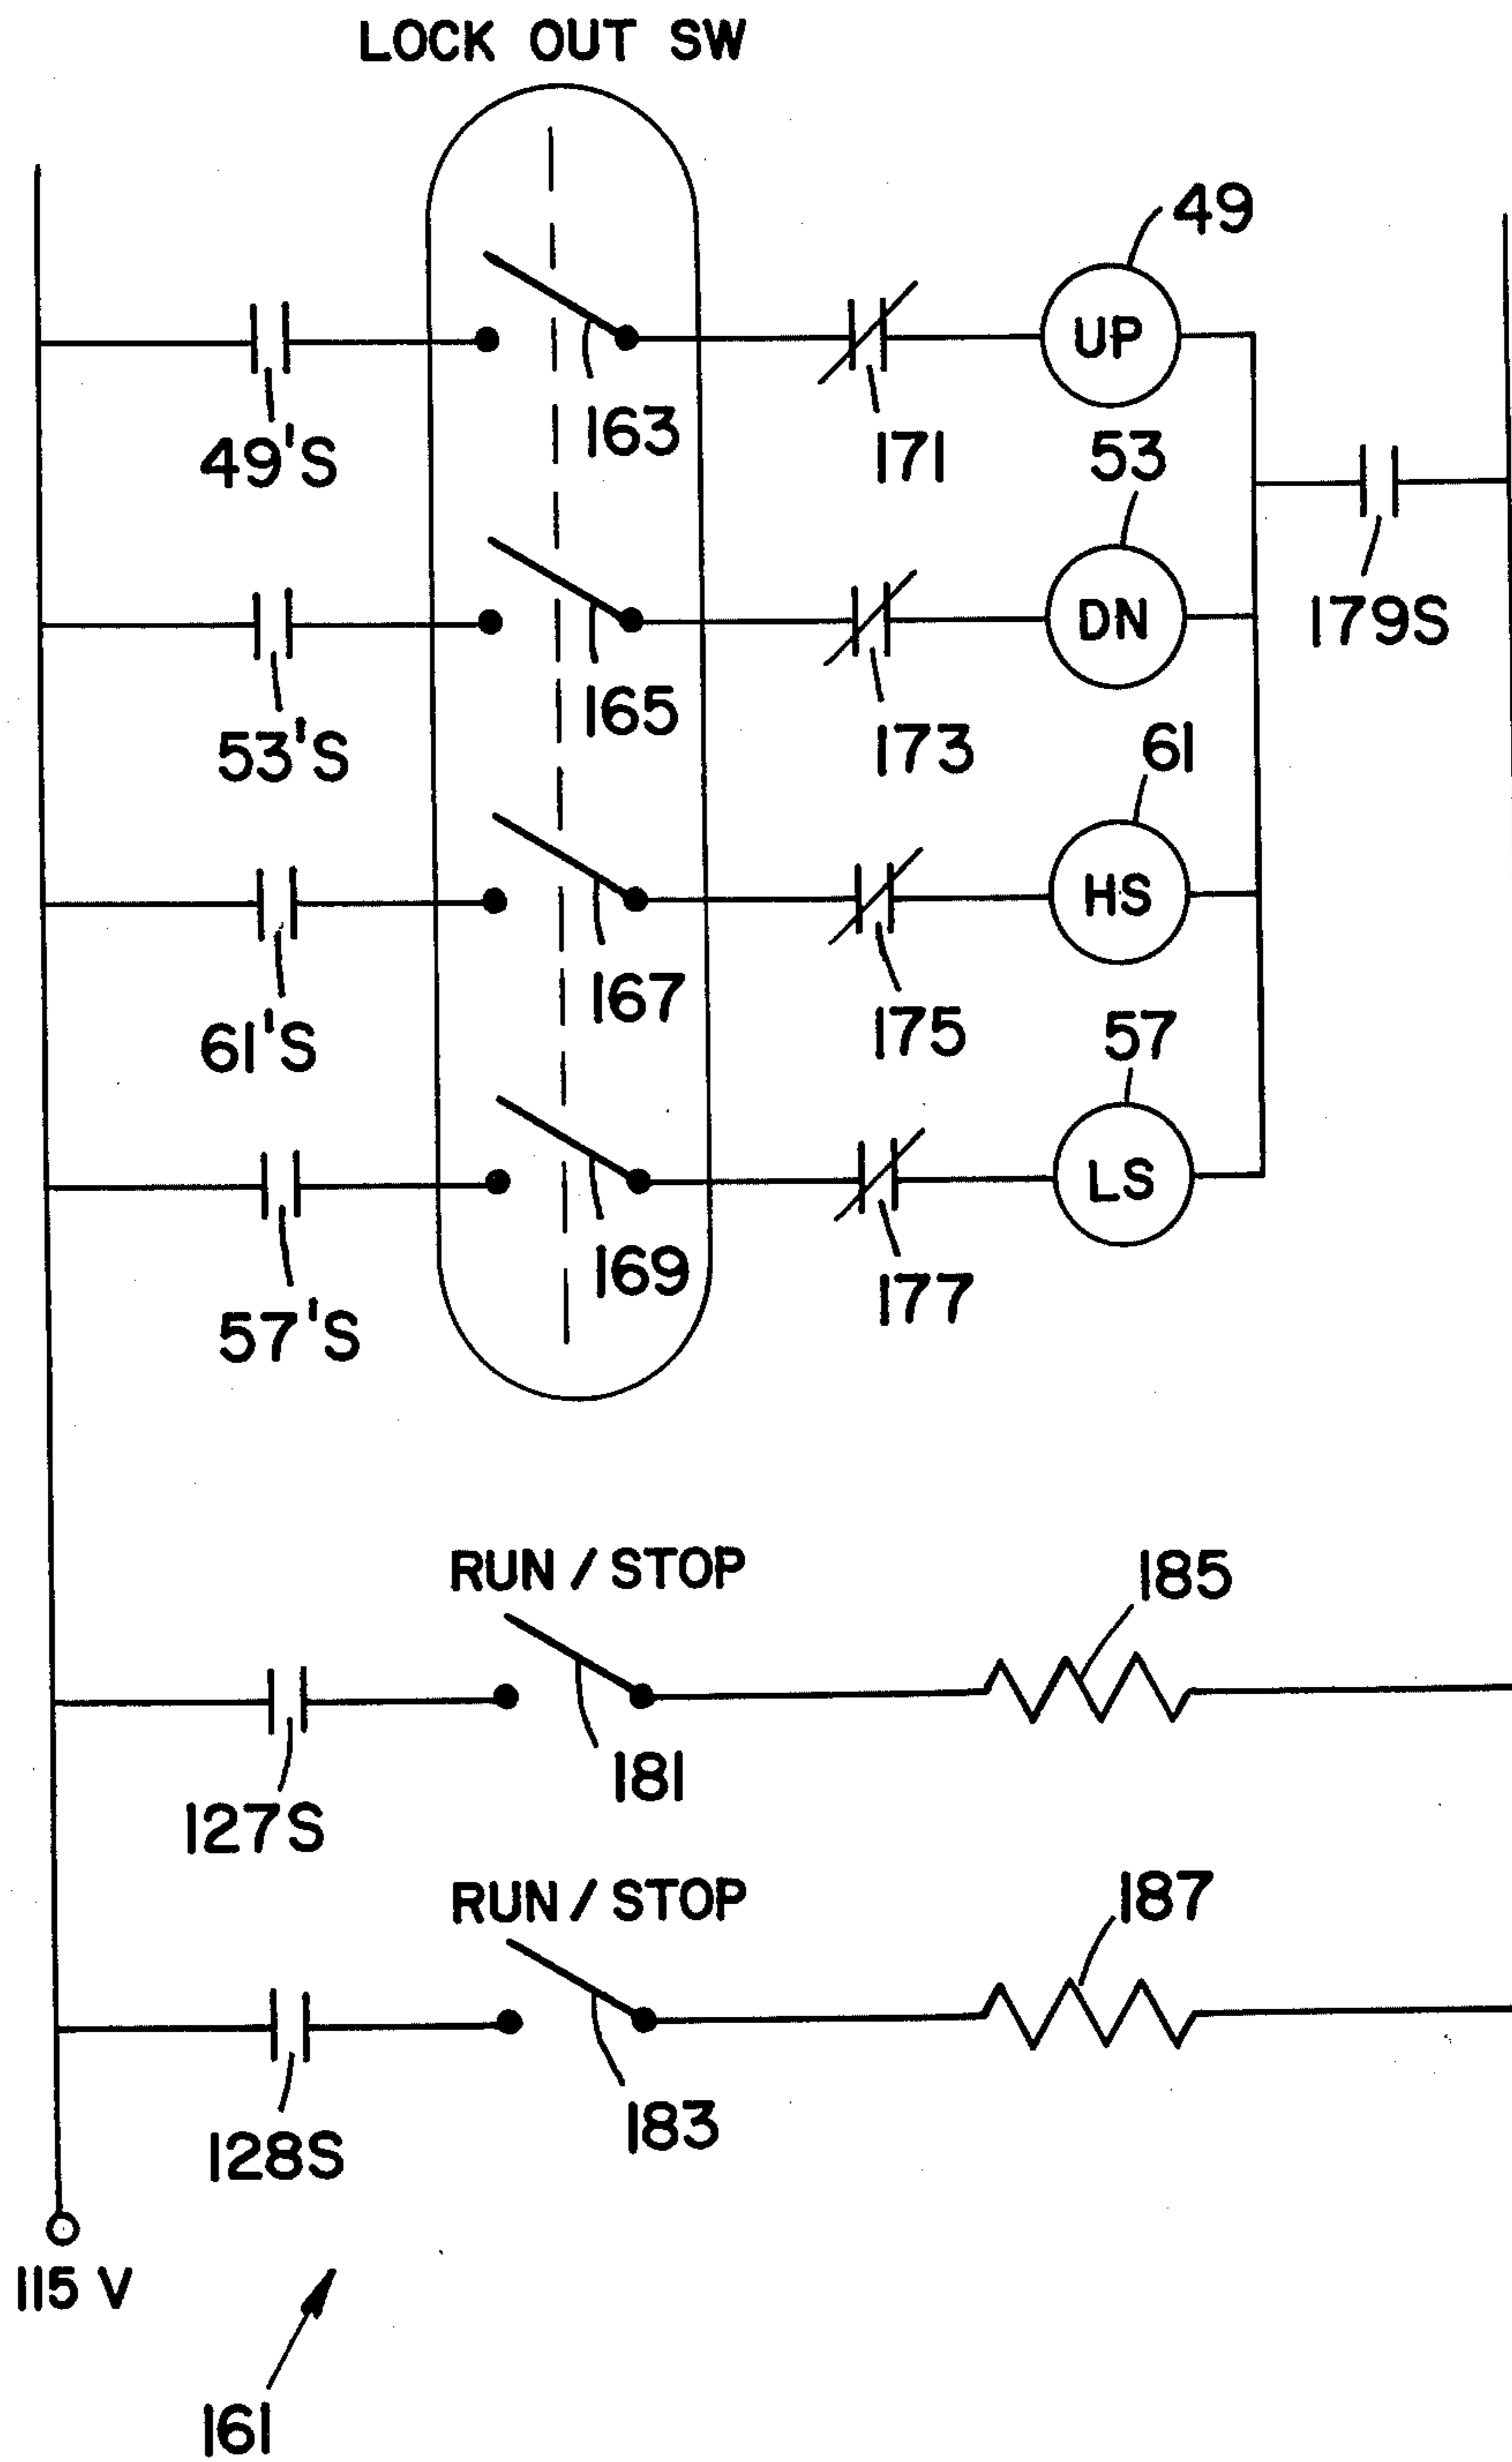 LOCK OUT SW
49
UP
163
171
49'S
53
DN
179S
165
173
53'S
61
HS
167
175
61'S
57
LS
169
177
57'S
RUN / STOP
185
181
127S
RUN / STOP
187
183
128S
115 V
161